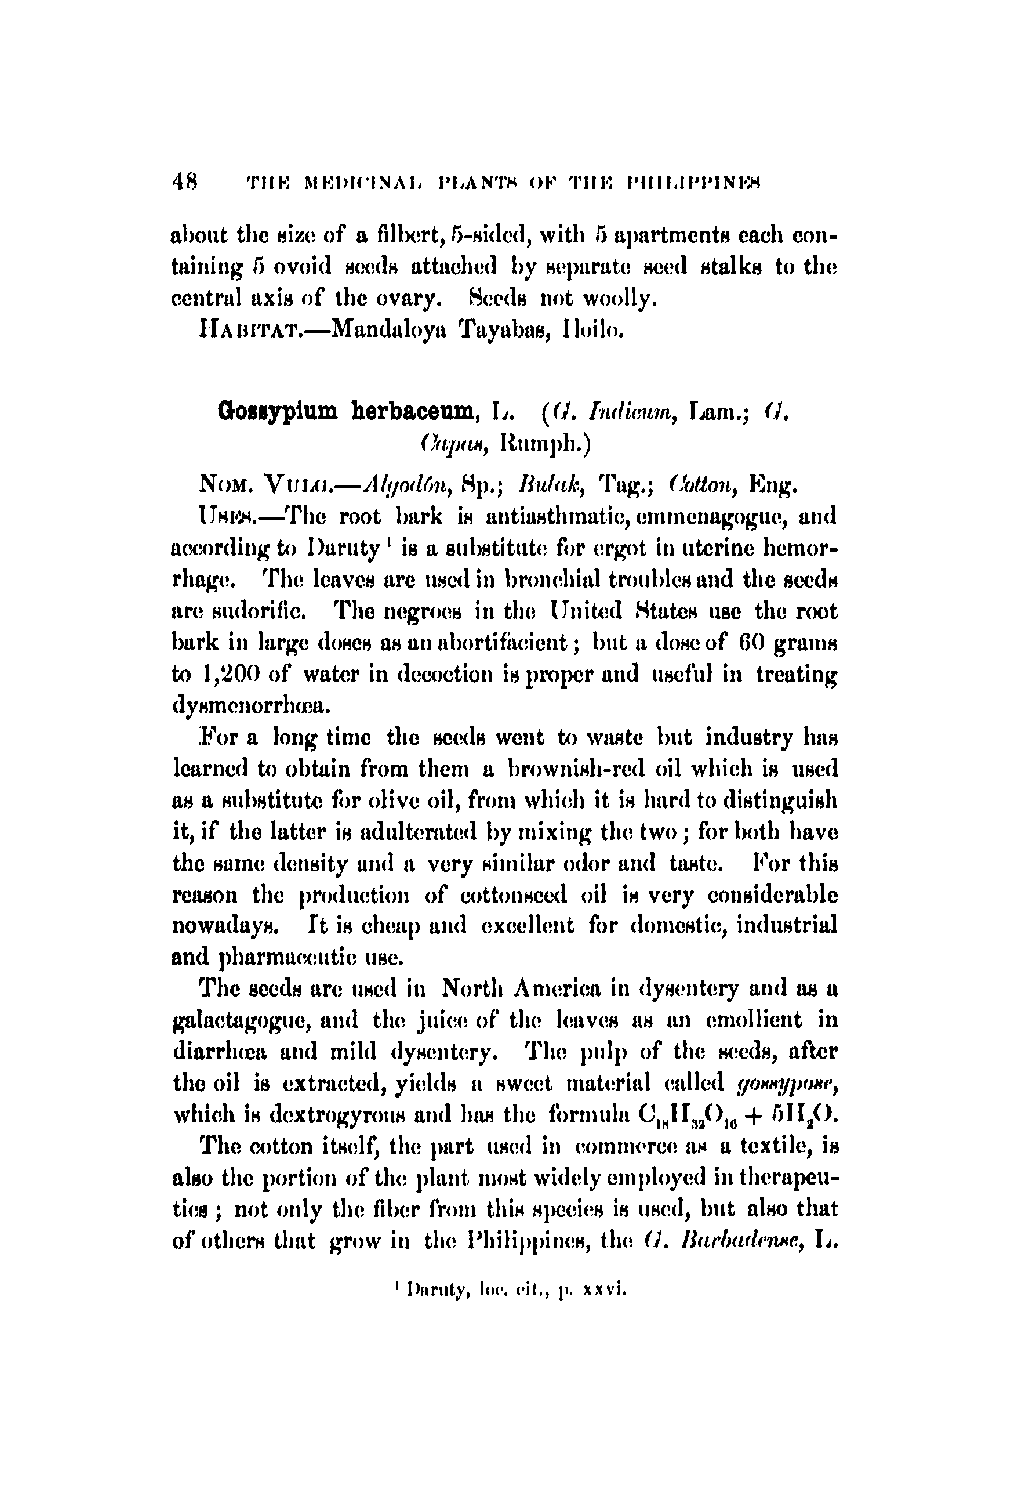 48 THE MEDICINAL PLANTS OF THE PHILIPPINES
about the size of a filbert, 5-sided, with 5 apartments each con-
taining 5 ovoid seeds attached by separate seed stalks to the
central axis of the ovary. Seeds not woolly.
HABITAT.—Mandaloya Tayabas, Iloilo.
Gossypium herbaceum, L. (G. Indicum, Lam.; G.
Capas, Rumph.)
NOM. VULG.—Algodón, Sp.; Bulak, Tag.; Cotton, Eng.
USES.—The root bark is antiasthmatic, emmenagogue, and
according to Daruty ¹ is a substitute for ergot in uterine hemor-
rhage. The leaves are used in bronchial troubles and the seeds
are sudorific. The negroes in the United States use the root
bark in large doses as an abortifacient; but a dose of 60 grams
to 1,200 of water in decoction is proper and useful in treating
dysmenorrhœa.
For a long time the seeds went to waste but industry has
learned to obtain from them a brownish-red oil which is used
as a substitute for olive oil, from which it is hard to distinguish
it, if the latter is adulterated by mixing the two; for both have
the same density and a very similar odor and taste. For this
reason the production of cottonseed oil is very considerable
nowadays. It is cheap and excellent for domestic, industrial
and pharmaceutic use.
The seeds are used in North America in dysentery and as a
galactagogue, and the juice of the leaves as an emollient in
diarrhœa and mild dysentery. The pulp of the seeds, after
the oil is extracted, yields a sweet material called gossypose,
which is dextrogyrous and has the formula C₁₈H₃₂O₁₆ + 5H₂O.
The cotton itself, the part used in commerce as a textile, is
also the portion of the plant most widely employed in therapeu-
tics; not only the fiber from this species is used, but also that
of others that grow in the Philippines, the G. Barbadense, L.
¹ Daruty, loc. cit., p. xxvi.